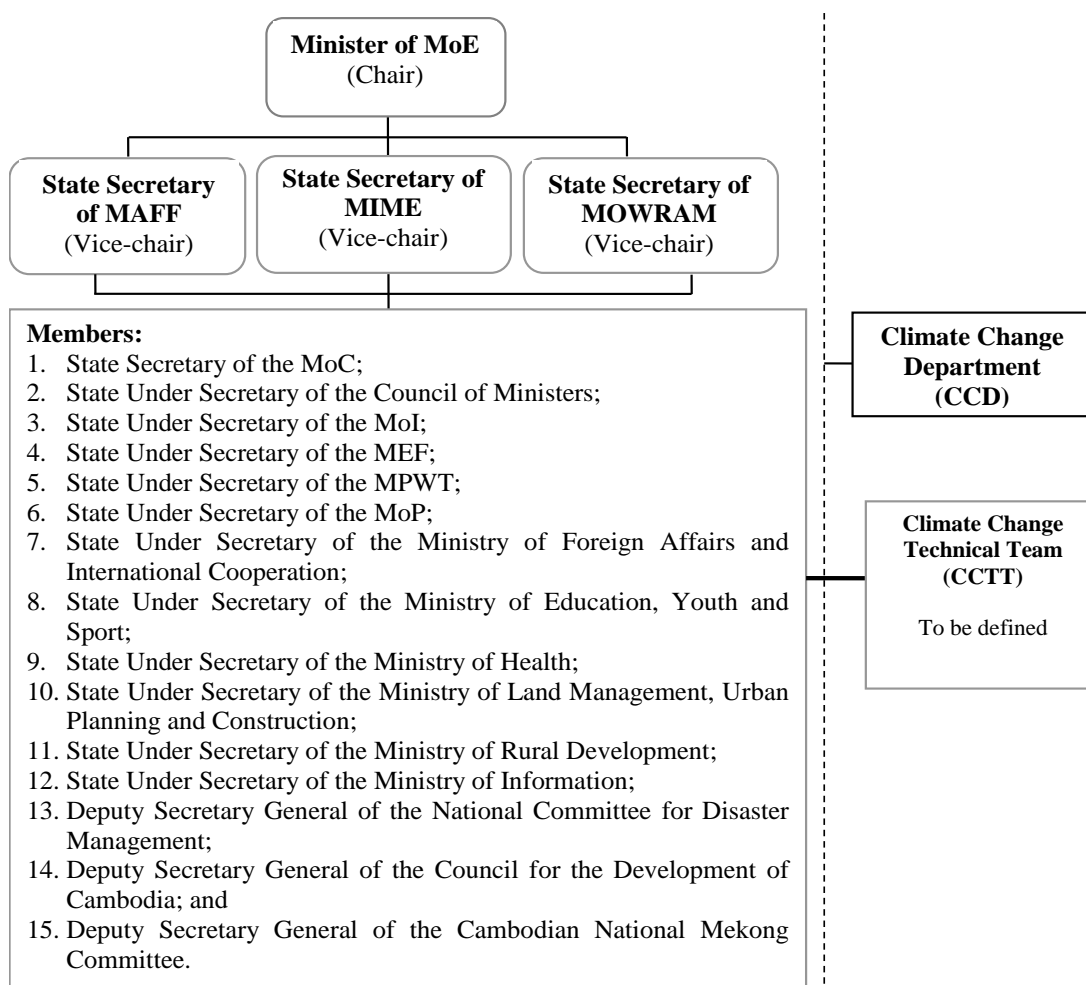 Minister of MoE
(Chair)
State Secretary
of MAFF
(Vice-chair)
State Secretary of
MIME
(Vice-chair)
State Secretary of
MOWRAM
(Vice-chair)
Members:
1. State Secretary of the MoC;
2. State Under Secretary of the Council of Ministers;
3. State Under Secretary of the MoI;
4. State Under Secretary of the MEF;
5. State Under Secretary of the MPWT;
6. State Under Secretary of the MoP;
7. State Under Secretary of the Ministry of Foreign Affairs and
International Cooperation;
8. State Under Secretary of the Ministry of Education, Youth and
Sport;
9. State Under Secretary of the Ministry of Health;
10. State Under Secretary of the Ministry of Land Management, Urban
Planning and Construction;
11. State Under Secretary of the Ministry of Rural Development;
12. State Under Secretary of the Ministry of Information;
13. Deputy Secretary General of the National Committee for Disaster
Management;
14. Deputy Secretary General of the Council for the Development of
Cambodia; and
15. Deputy Secretary General of the Cambodian National Mekong
Committee.
Climate Change
Department
(CCD)
Climate Change
Technical Team
(CCTT)
To be defined